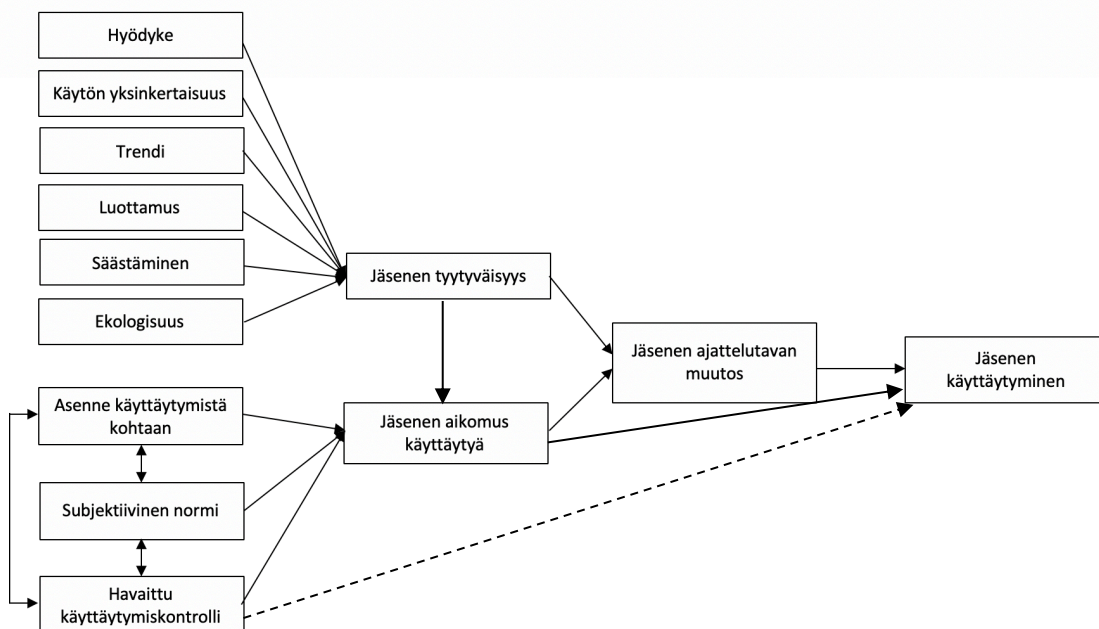 Hyödyke
Käytön yksinkertaisuus
Trendi
Luottamus
Säästäminen
Ekologisuus
Jäsenen tyytyväisyys
Jäsenen ajattelutavan
muutos
Jäsenen
käyttäytyminen
Asenne käyttäytymistä
kohtaan
Jäsenen aikomus
käyttäytyä
Subjektiivinen normi
Havaittu
käyttäytymiskontrolli